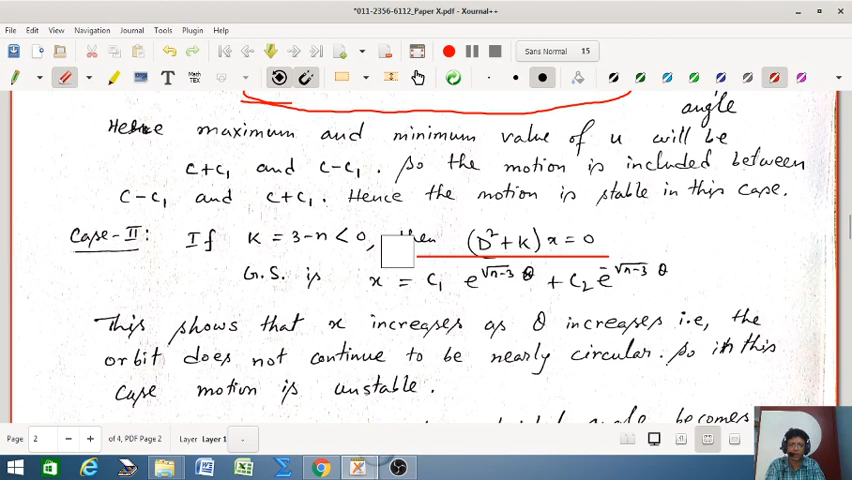 *011-2356-6112_Paper X.pdf - Xournal++
File Edit View Navigation Journal Tools Plugin Help
Sans Normal 15
Math TEX
angle
Hence maximum and minimum value of u will be
c+c₁ and c-c₁. So the motion is included between
c-c₁ and c+c₁. Hence the motion is stable in this case.
Case-II: If K = 3-n < 0, then (D²+K)x = 0
G.S. is x = c₁ e^{√(n-3) θ} + c₂ e^{-√(n-3) θ}
This shows that x increases as θ increases i.e, the
orbit does not continue to be nearly circular. So in this
case motion is unstable.
angle becomes
Page 2 of 4, PDF Page 2 Layer Layer 1